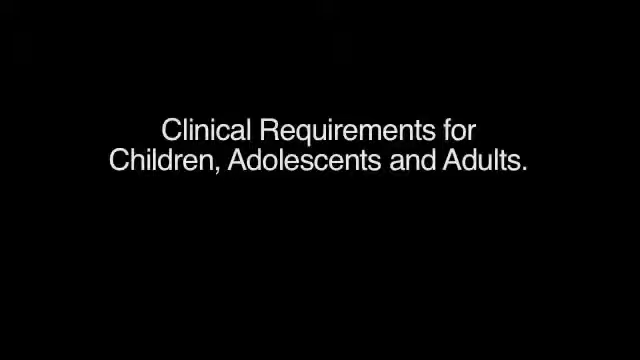 Clinical Requirements for
Children, Adolescents and Adults.